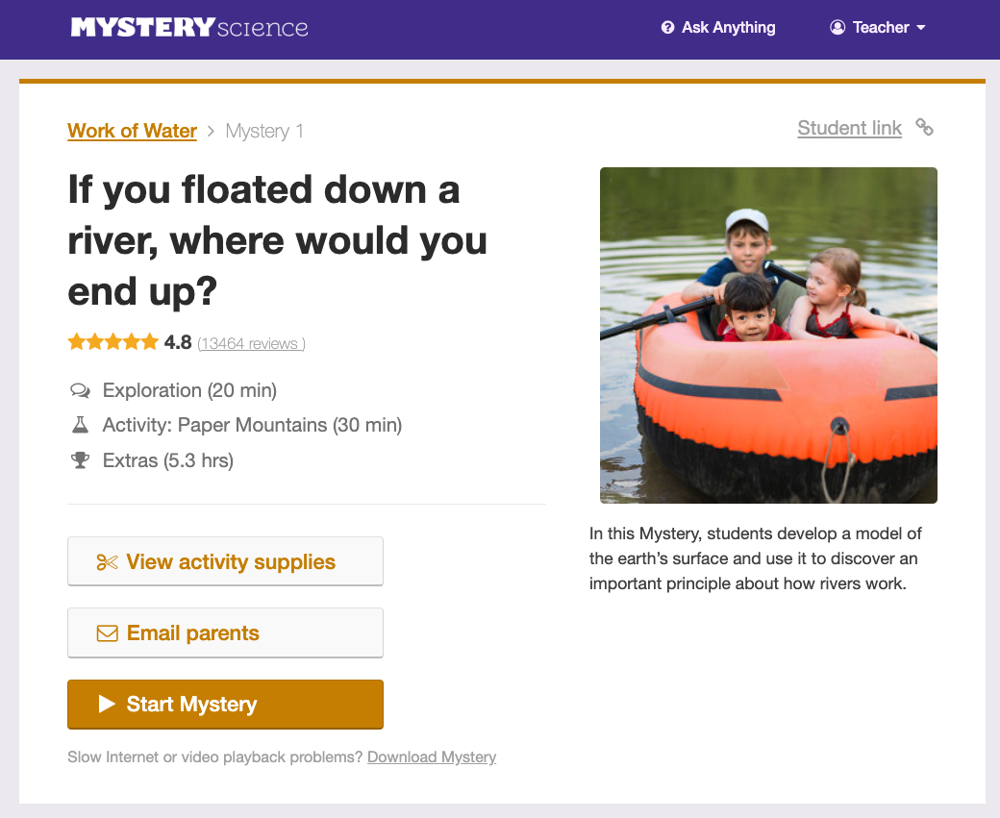 MYSTERYscience
Ask Anything
Teacher
Work of Water > Mystery 1
Student link
If you floated down a
river, where would you
end up?
4.8 (13464 reviews )
Exploration (20 min)
Activity: Paper Mountains (30 min)
Extras (5.3 hrs)
View activity supplies
Email parents
Start Mystery
Slow Internet or video playback problems? Download Mystery
In this Mystery, students develop a model of
the earth’s surface and use it to discover an
important principle about how rivers work.